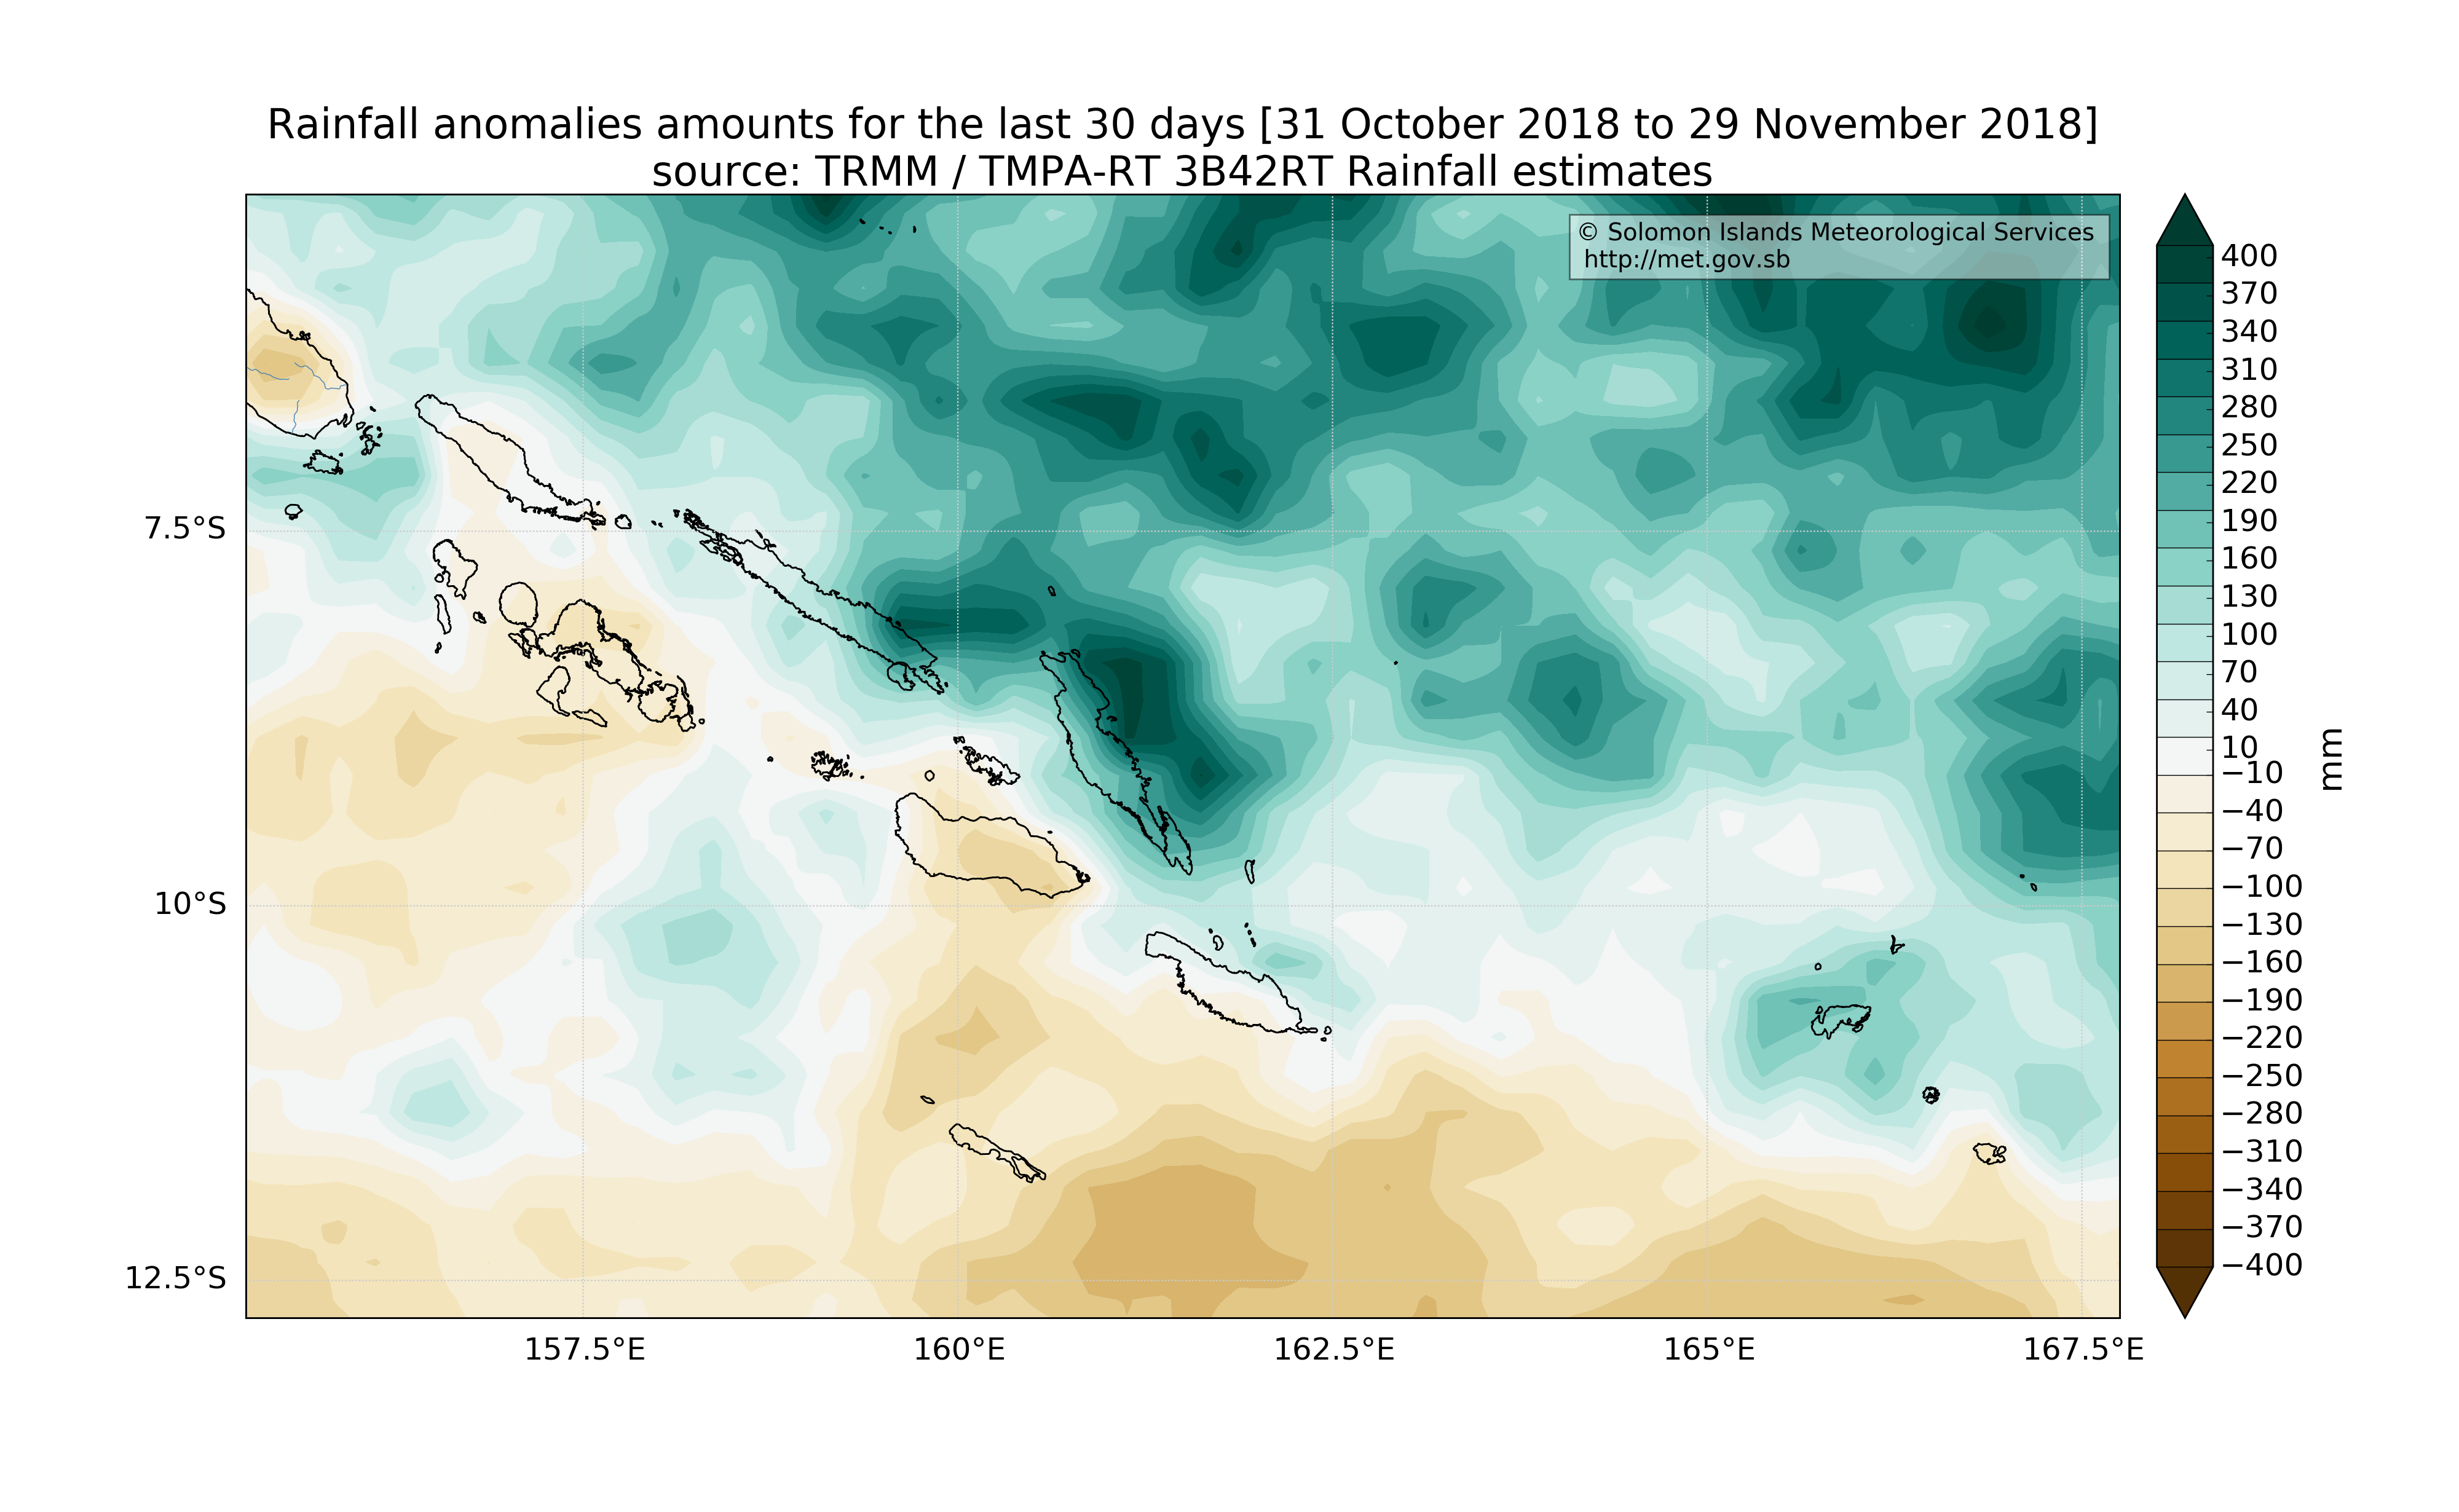 Rainfall anomalies amounts for the last 30 days [31 October 2018 to 29 November 2018]
source: TRMM / TMPA-RT 3B42RT Rainfall estimates
© Solomon Islands Meteorological Services
http://met.gov.sb
7.5°S
10°S
12.5°S
157.5°E
160°E
162.5°E
165°E
167.5°E
400
370
340
310
280
250
220
190
160
130
100
70
40
10
−10
−40
−70
−100
−130
−160
−190
−220
−250
−280
−310
−340
−370
−400
mm